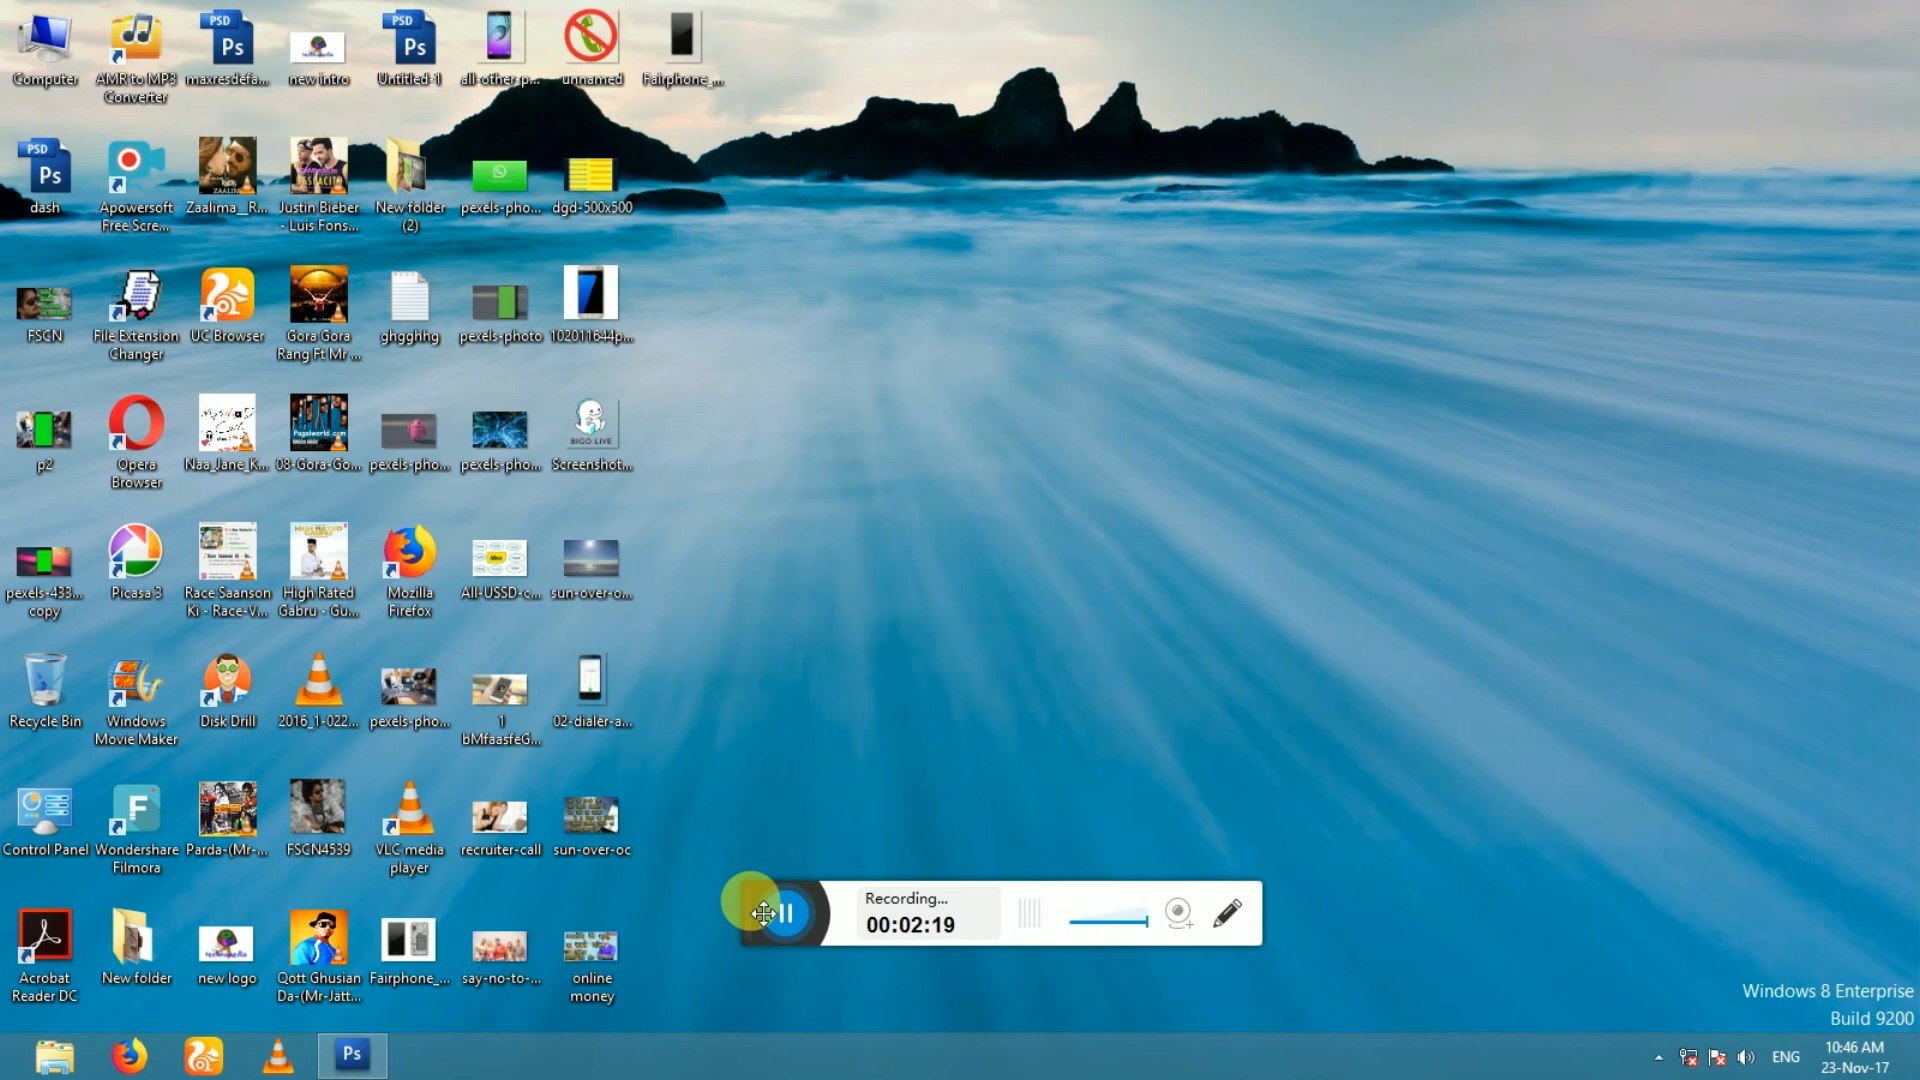 Computer
AMR to MP3
Converter
maxresdefa...
new intro
Untitled-1
all-other-p...
unnamed
Fairphone_...
dash
Apowersoft
Free Scre...
Zaalima__R...
Justin Bieber
- Luis Fons...
New folder
(2)
pexels-pho...
dgd-500x500
FSCN
File Extension
Changer
UC Browser
Gora Gora
Rang Ft Mr ...
ghgghhg
pexels-photo
102011644p...
p2
Opera
Browser
Naa_Jane_K...
08-Gora-Go...
pexels-pho...
pexels-pho...
BIGO LIVE
Screenshot...
pexels-433...
copy
Picasa 3
Race Saanson
Ki - Race-V...
High Rated
Gabru - Gu...
Mozilla
Firefox
All-USSD-c...
sun-over-o...
Recycle Bin
Windows
Movie Maker
Disk Drill
2016_1-022...
pexels-pho...
1
bMfaasfeG...
02-dialer-a...
Control Panel
Wondershare
Filmora
Parda-(Mr-...
FSCN4539
VLC media
player
recruiter-call
sun-over-oc
Acrobat
Reader DC
New folder
new logo
Qott Ghusian
Da-(Mr-Jatt...
Fairphone_...
say-no-to-...
online
money
PSD
Ps
PSD
Ps
PSD
Ps
Recording...
00:02:19
Windows 8 Enterprise
Build 9200
Ps
ENG
10:46 AM
23-Nov-17